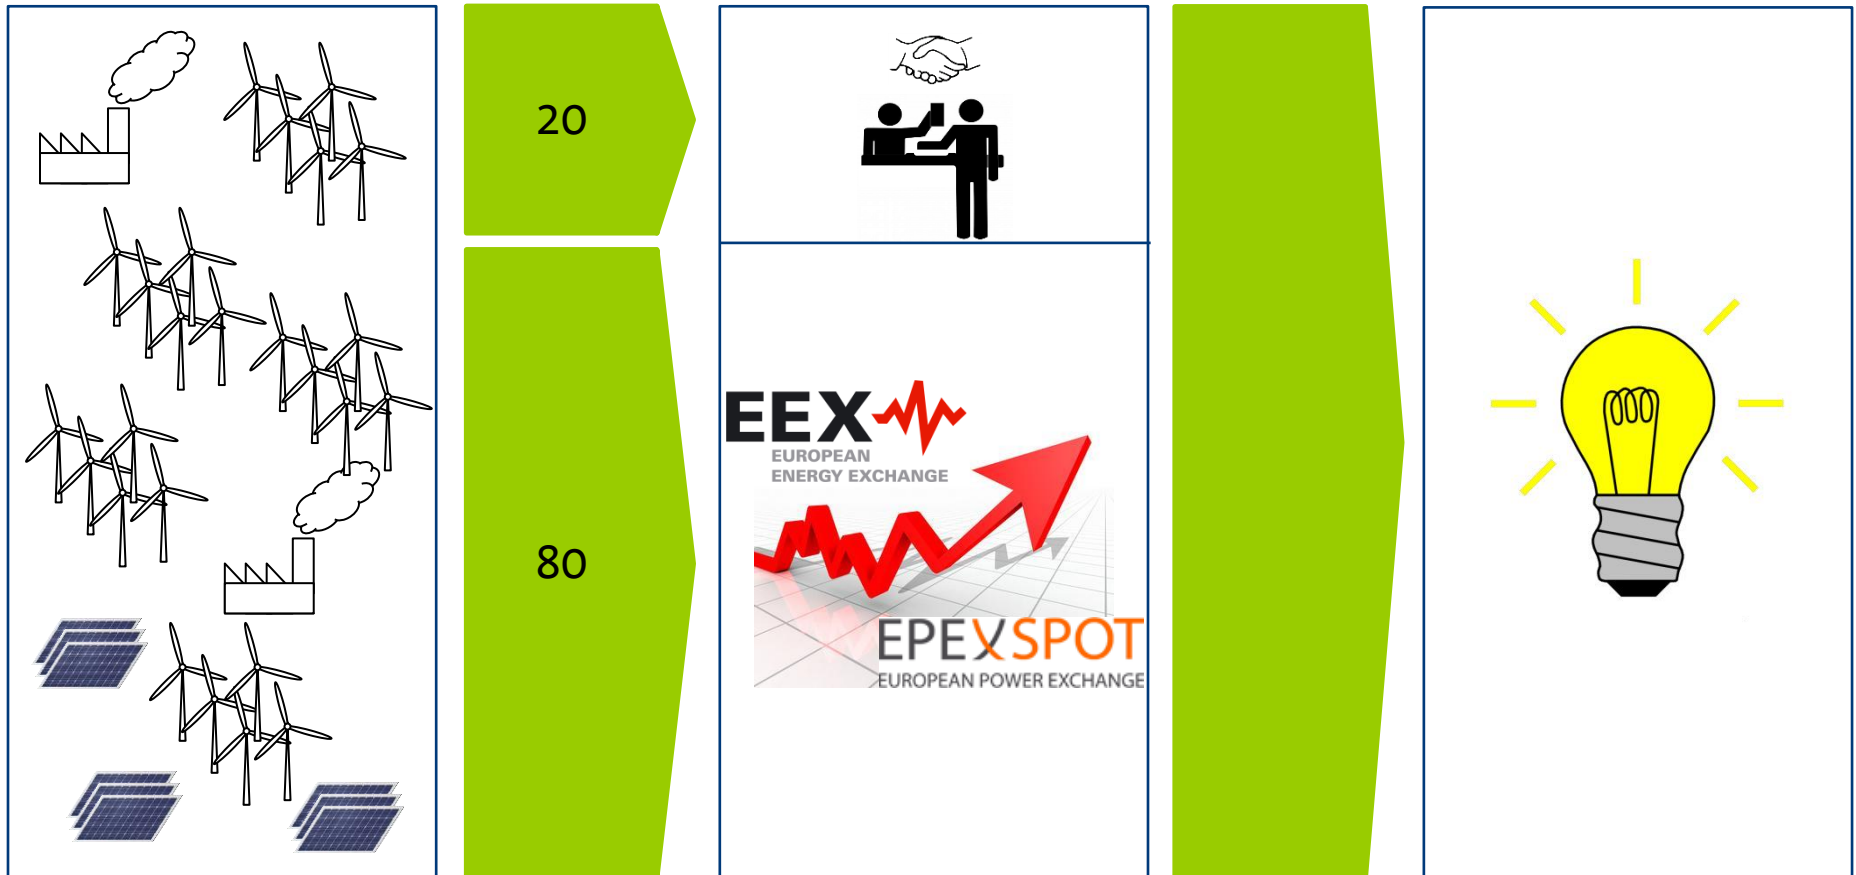 20
80
EEX
EUROPEAN
ENERGY EXCHANGE
EPEXSPOT
EUROPEAN POWER EXCHANGE